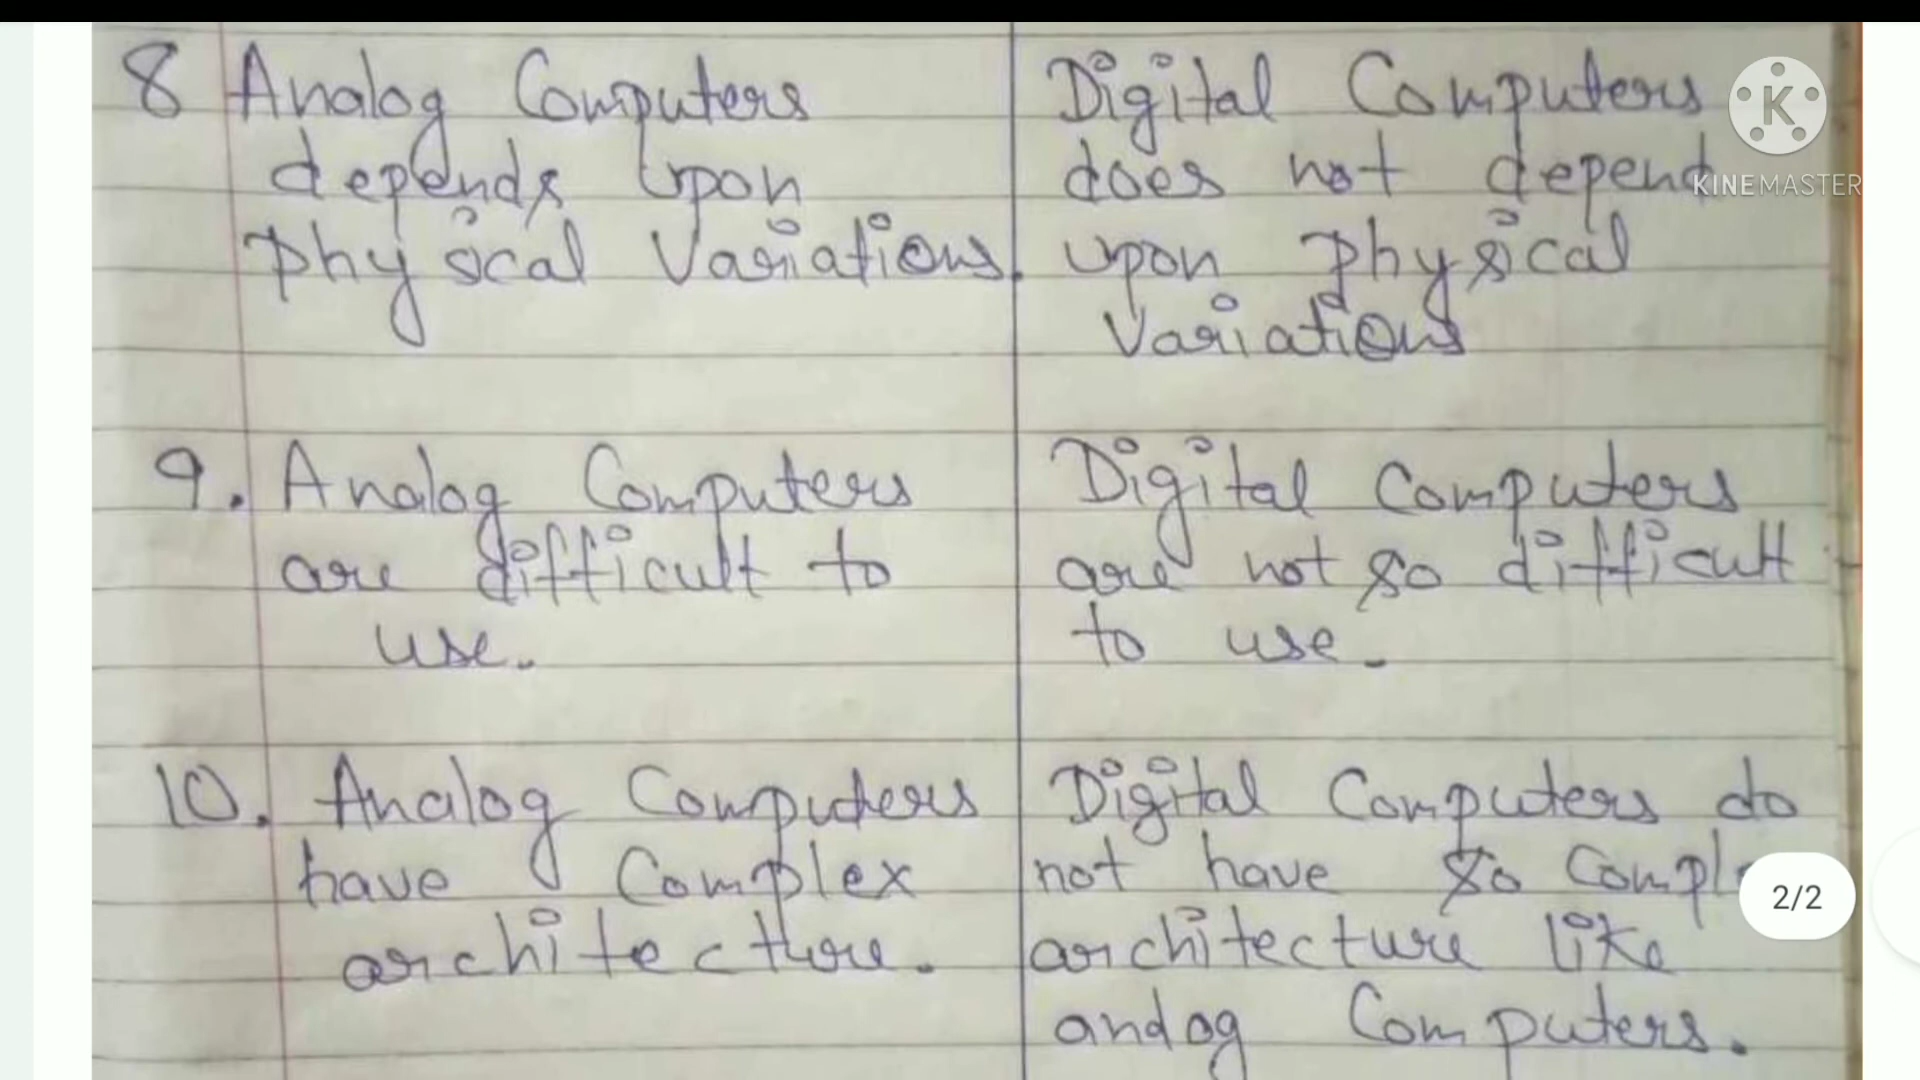 8 Analog Computers
depends upon
physical Variations.
Digital Computers
does not depend
upon physical
Variations
9. Analog Computers
are difficult to
use.
Digital Computers
are not so difficult
to use.
10. Analog Computers
have Complex
architecture.
Digital Computers do
not have so Compl
architecture like
analog Computers.
K
KINEMASTER
2/2